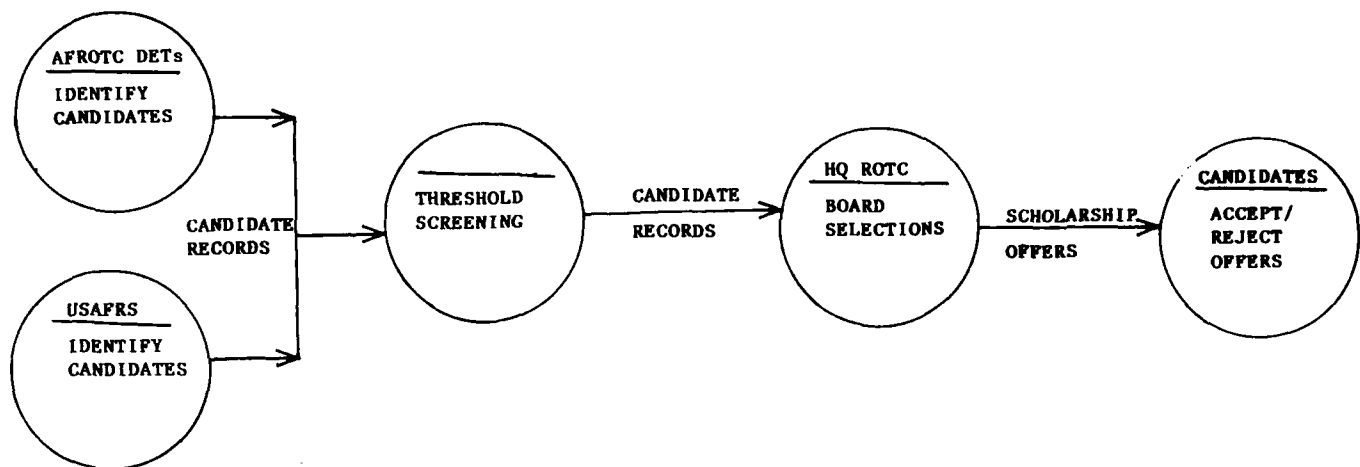 AFROTC DETs
IDENTIFY
CANDIDATES
CANDIDATE
RECORDS
USAFRS
IDENTIFY
CANDIDATES
THRESHOLD
SCREENING
CANDIDATE
RECORDS
HQ ROTC
BOARD
SELECTIONS
SCHOLARSHIP
OFFERS
CANDIDATES
ACCEPT/
REJECT
OFFERS